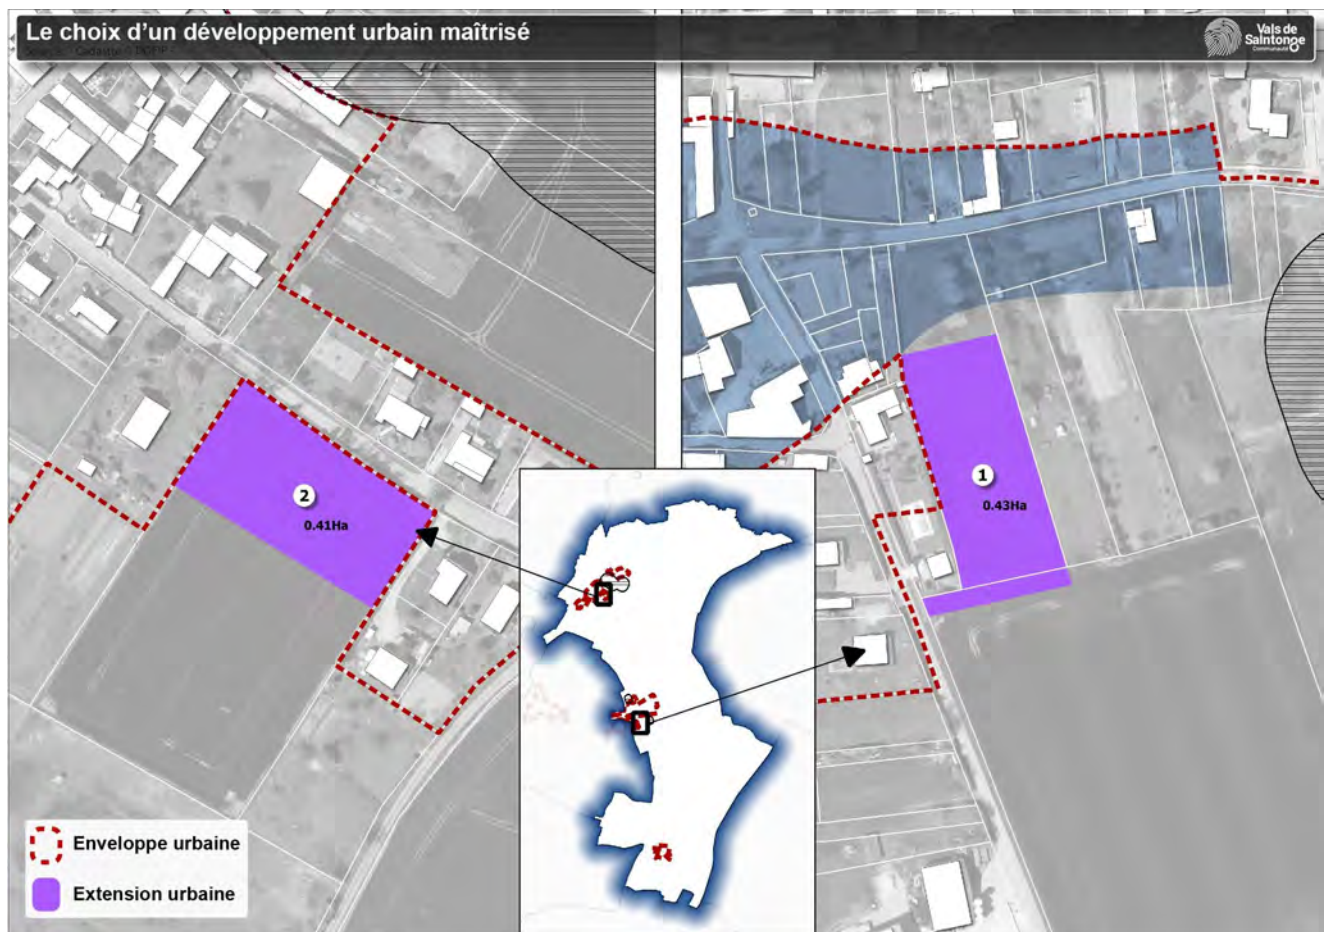 Le choix d'un développement urbain maîtrisé
Vals de
Saintonge
Communauté
2
0.41Ha
1
0.43Ha
Enveloppe urbaine
Extension urbaine